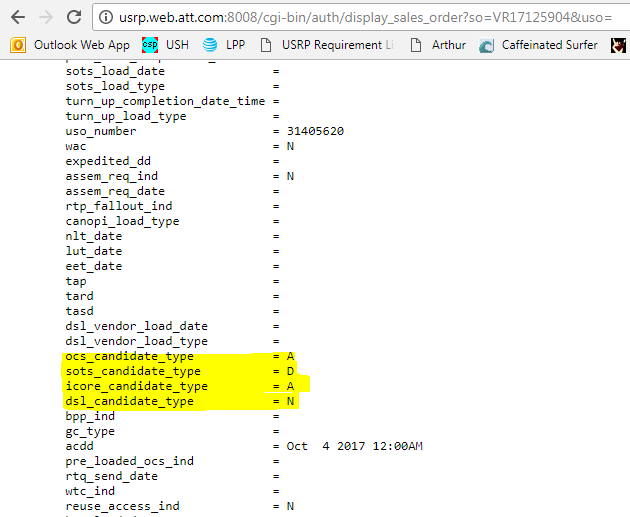 usrp.web.att.com:8008/cgi-bin/auth/display_sales_order?so=VR17125904&uso=
Outlook Web App csp USH LPP USRP Requirement Li Arthur Caffeinated Surfer
sots_load_date =
sots_load_type =
turn_up_completion_date_time =
turn_up_load_type =
uso_number = 31405620
wac = N
expedited_dd =
assem_req_ind = N
assem_req_date =
rtp_fallout_ind =
canopi_load_type =
nlt_date =
lut_date =
eet_date =
tap =
tard =
tasd =
dsl_vendor_load_date =
dsl_vendor_load_type =
ocs_candidate_type = A
sots_candidate_type = D
icore_candidate_type = A
dsl_candidate_type = N
bpp_ind =
gc_type =
acdd = Oct 4 2017 12:00AM
pre_loaded_ocs_ind =
rtq_send_date =
wtc_ind =
reuse_access_ind = N